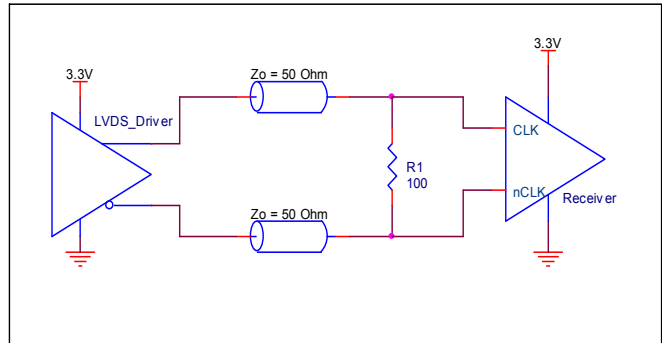 3.3V
LVDS_Driver
Zo = 50 Ohm
Zo = 50 Ohm
R1
100
3.3V
CLK
nCLK
Receiver